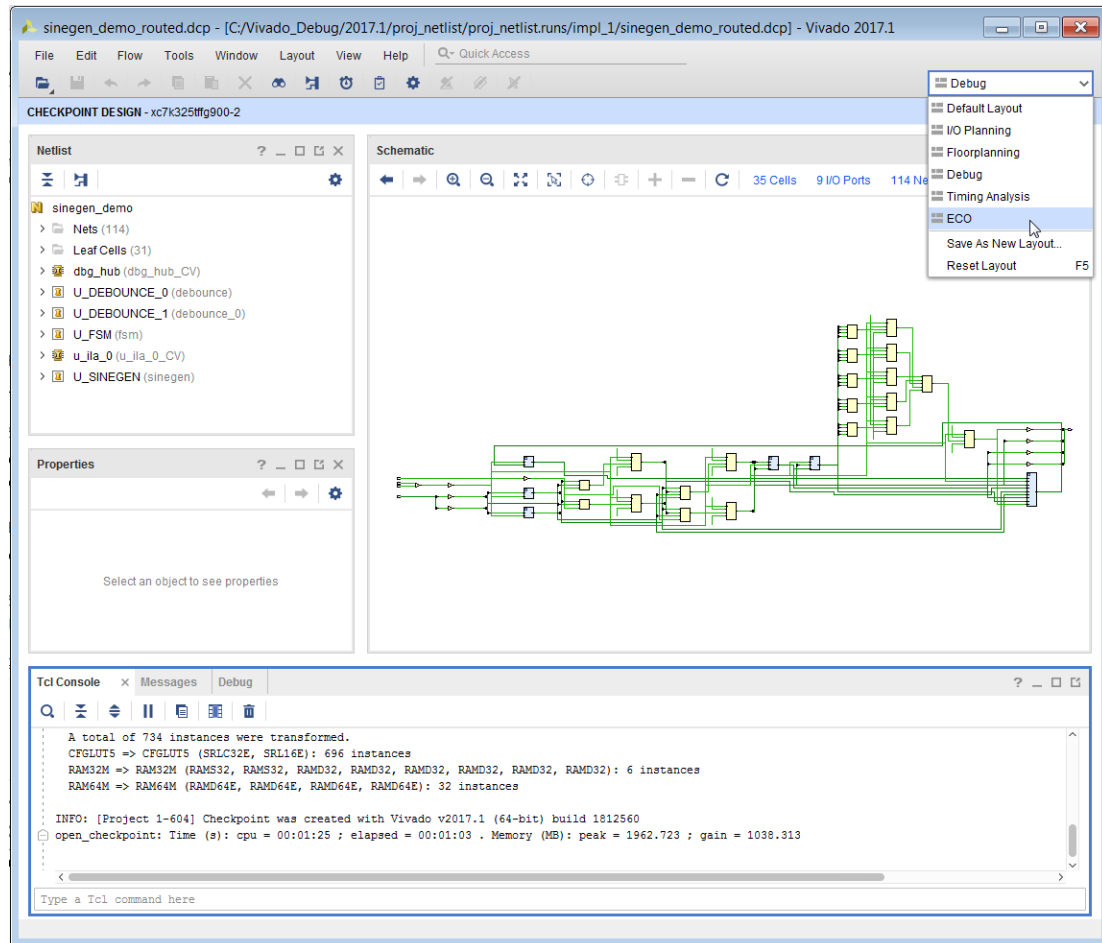 sinegen_demo_routed.dcp - [C:/Vivado_Debug/2017.1/proj_netlist/proj_netlist.runs/impl_1/sinegen_demo_routed.dcp] - Vivado 2017.1
File Edit Flow Tools Window Layout View Help Quick Access
Debug
CHECKPOINT DESIGN - xc7k325tffg900-2
Default Layout
I/O Planning
Floorplanning
Debug
Timing Analysis
ECO
Save As New Layout...
Reset Layout F5
Netlist
sinegen_demo
Nets (114)
Leaf Cells (31)
dbg_hub (dbg_hub_CV)
U_DEBOUNCE_0 (debounce)
U_DEBOUNCE_1 (debounce_0)
U_FSM (fsm)
u_ila_0 (u_ila_0_CV)
U_SINEGEN (sinegen)
Schematic
35 Cells 9 I/O Ports 114 Ne
Properties
Select an object to see properties
Tcl Console Messages Debug
A total of 734 instances were transformed.
CFGLUT5 => CFGLUT5 (SRLC32E, SRL16E): 696 instances
RAM32M => RAM32M (RAMS32, RAMS32, RAMD32, RAMD32, RAMD32, RAMD32, RAMD32, RAMD32): 6 instances
RAM64M => RAM64M (RAMD64E, RAMD64E, RAMD64E, RAMD64E): 32 instances
INFO: [Project 1-604] Checkpoint was created with Vivado v2017.1 (64-bit) build 1812560
open_checkpoint: Time (s): cpu = 00:01:25 ; elapsed = 00:01:03 . Memory (MB): peak = 1962.723 ; gain = 1038.313
Type a Tcl command here